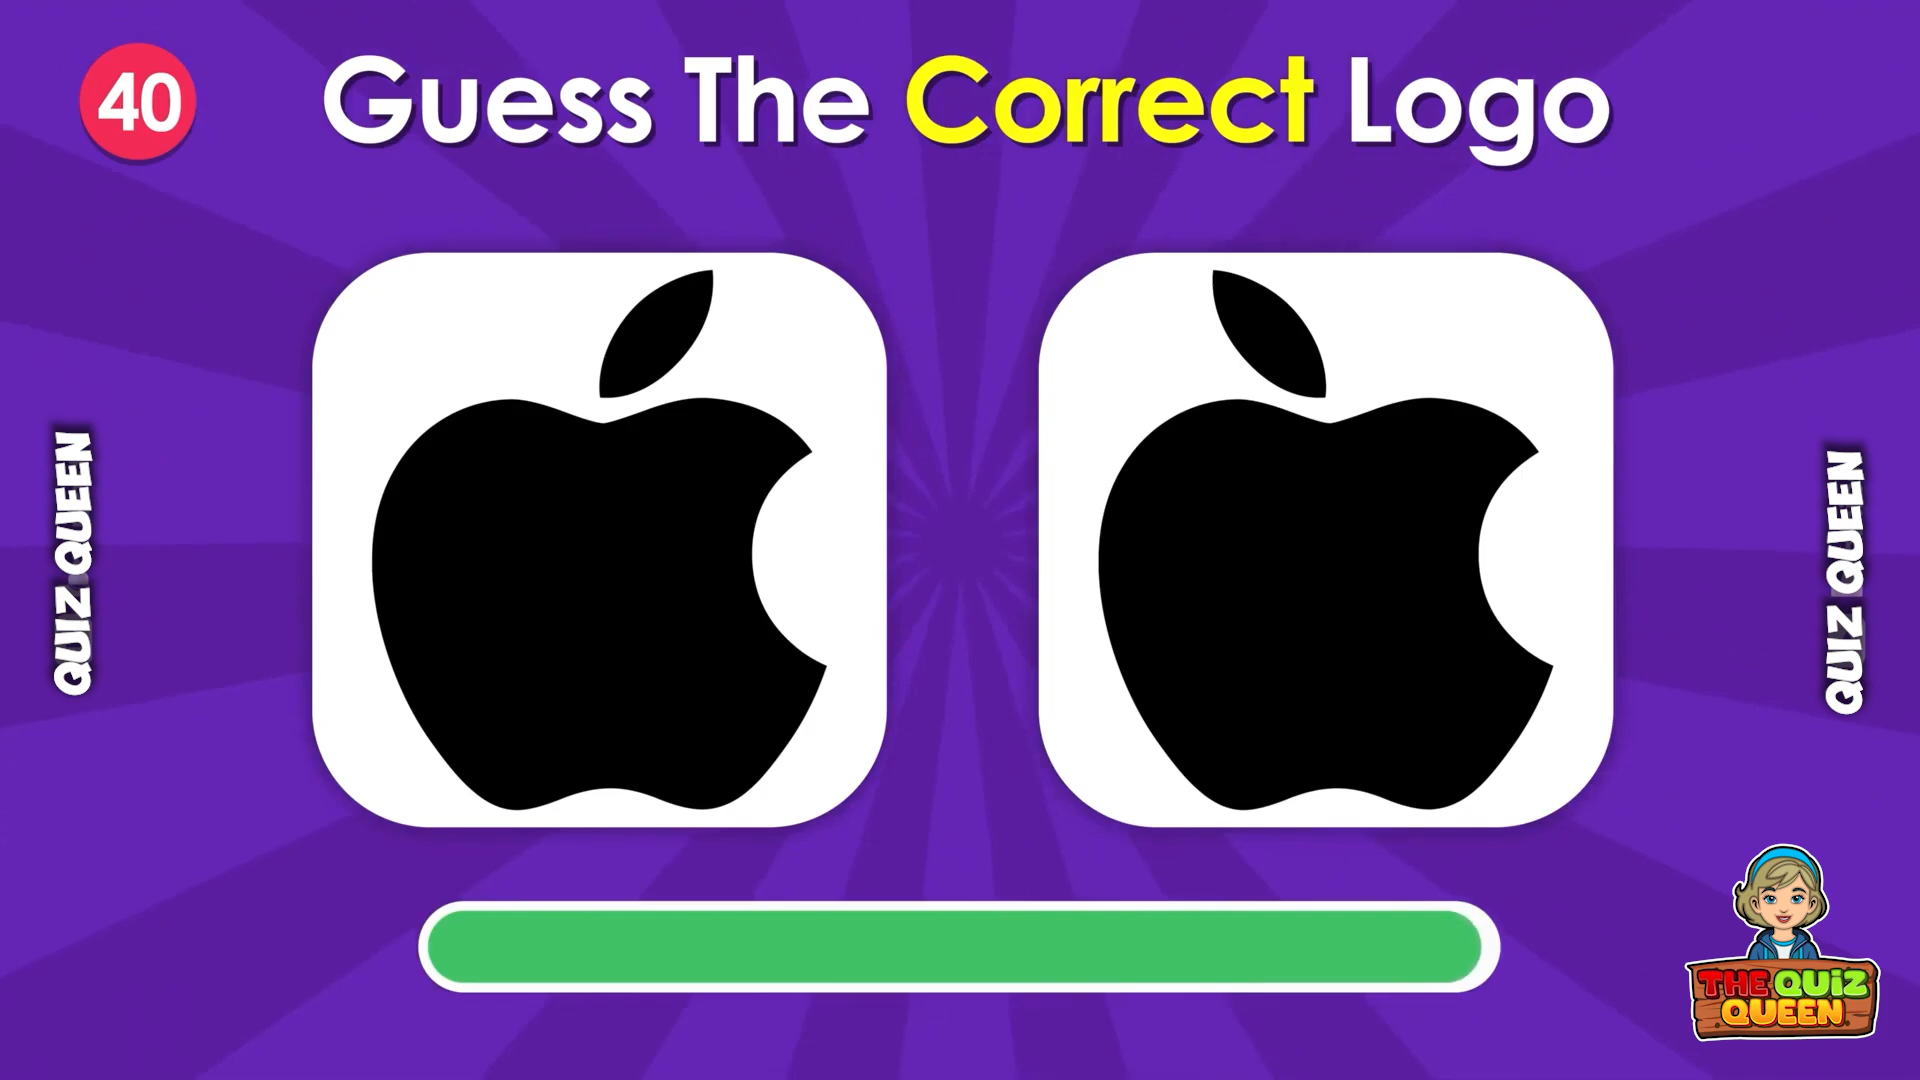 40
Guess The Correct Logo
QUIZ QUEEN
QUIZ QUEEN
THE QUiZ
QUEEN